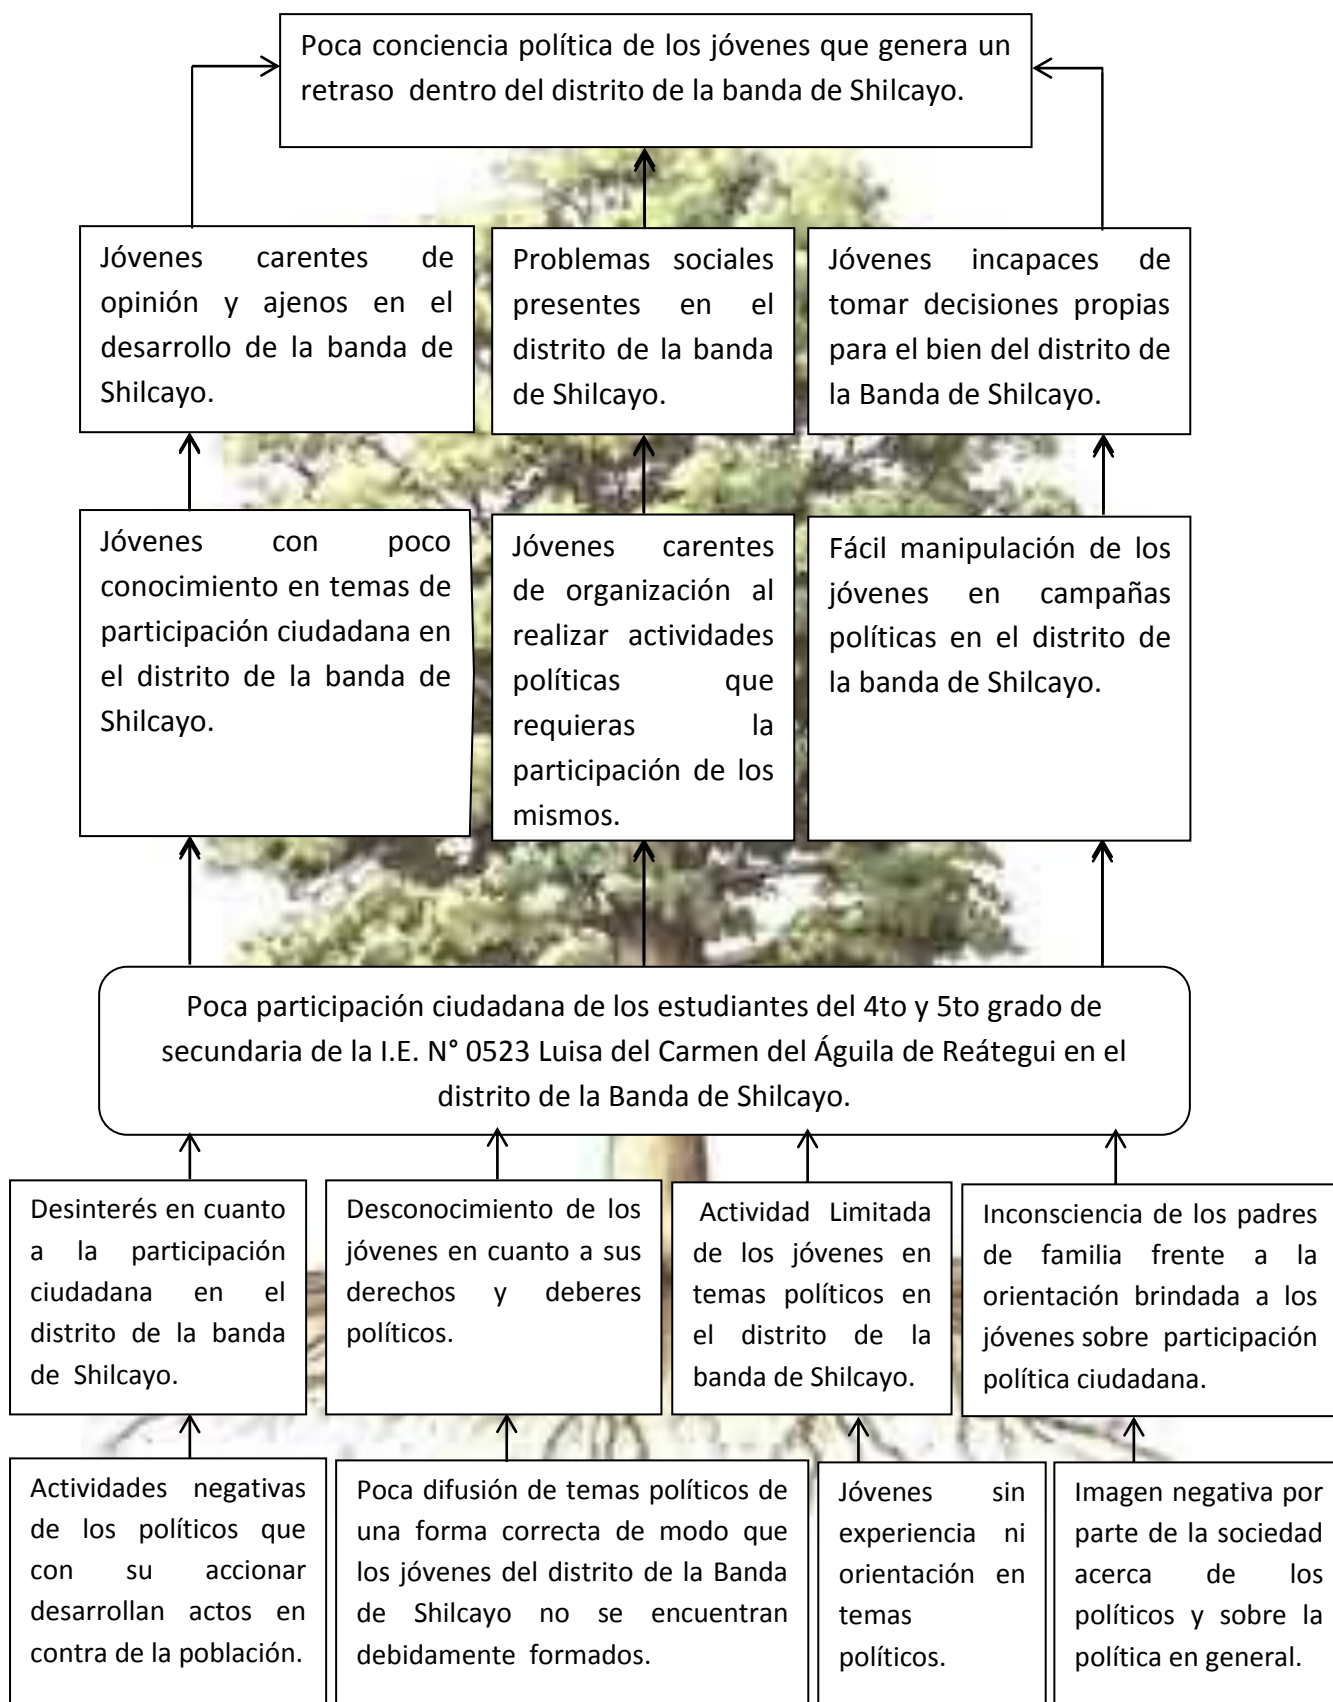 Poca conciencia política de los jóvenes que genera un
retraso dentro del distrito de la banda de Shilcayo.
Jóvenes carentes de
opinión y ajenos en el
desarrollo de la banda de
Shilcayo.
Problemas sociales
presentes en el
distrito de la banda
de Shilcayo.
Jóvenes incapaces de
tomar decisiones propias
para el bien del distrito de
la Banda de Shilcayo.
Jóvenes con poco
conocimiento en temas de
participación ciudadana en
el distrito de la banda de
Shilcayo.
Jóvenes carentes
de organización al
realizar actividades
políticas que
requieras la
participación de los
mismos.
Fácil manipulación de los
jóvenes en campañas
políticas en el distrito de
la banda de Shilcayo.
Poca participación ciudadana de los estudiantes del 4to y 5to grado de
secundaria de la I.E. N° 0523 Luisa del Carmen del Águila de Reátegui en el
distrito de la Banda de Shilcayo.
Desinterés en cuanto
a la participación
ciudadana en el
distrito de la banda
de Shilcayo.
Desconocimiento de los
jóvenes en cuanto a sus
derechos y deberes
políticos.
Actividad Limitada
de los jóvenes en
temas políticos en
el distrito de la
banda de Shilcayo.
Inconsciencia de los padres
de familia frente a la
orientación brindada a los
jóvenes sobre participación
política ciudadana.
Actividades negativas
de los políticos que
con su accionar
desarrollan actos en
contra de la población.
Poca difusión de temas políticos de
una forma correcta de modo que
los jóvenes del distrito de la Banda
de Shilcayo no se encuentran
debidamente formados.
Jóvenes sin
experiencia ni
orientación en
temas
políticos.
Imagen negativa por
parte de la sociedad
acerca de los
políticos y sobre la
política en general.